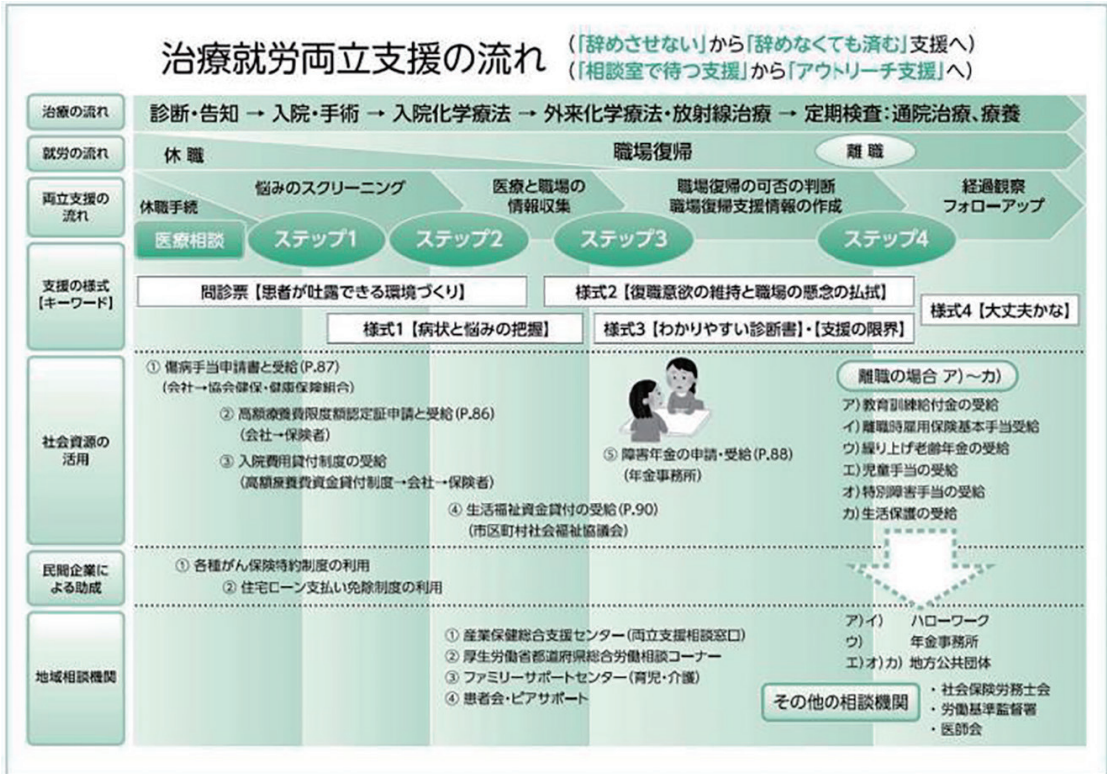 治療就労両立支援の流れ
(「辞めさせない」から「辞めなくても済む」支援へ)
(「相談室で待つ支援」から「アウトリーチ支援」へ)
治療の流れ
診断・告知 → 入院・手術 → 入院化学療法 → 外来化学療法・放射線治療 → 定期検査:通院治療、療養
就労の流れ
休職
職場復帰
離職
両立支援の
流れ
休職手続
悩みのスクリーニング
医療と職場の
情報収集
職場復帰の可否の判断
職場復帰支援情報の作成
経過観察
フォローアップ
医療相談
ステップ1
ステップ2
ステップ3
ステップ4
支援の様式
【キーワード】
問診票【患者が吐露できる環境づくり】
様式2【復職意欲の維持と職場の懸念の払拭】
様式4【大丈夫かな】
様式1【病状と悩みの把握】
様式3【わかりやすい診断書】・【支援の限界】
社会資源の
活用
① 傷病手当申請書と受給(P.87)
(会社→協会健保・健康保険組合)
② 高額療養費限度額認定証申請と受給(P.86)
(会社→保険者)
③ 入院費用貸付制度の受給
(高額療養費資金貸付制度→会社→保険者)
④ 生活福祉資金貸付の受給(P.90)
(市区町村社会福祉協議会)
⑤ 障害年金の申請・受給(P.88)
(年金事務所)
離職の場合 ア)~カ)
ア)教育訓練給付金の受給
イ)離職時雇用保険基本手当受給
ウ)繰り上げ老齢年金の受給
エ)児童手当の受給
オ)特別障害手当の受給
カ)生活保護の受給
民間企業に
よる助成
① 各種がん保険特約制度の利用
② 住宅ローン支払い免除制度の利用
地域相談機関
① 産業保健総合支援センター(両立支援相談窓口)
② 厚生労働省都道府県総合労働相談コーナー
③ ファミリーサポートセンター(育児・介護)
④ 患者会・ピアサポート
ア)イ) ハローワーク
ウ) 年金事務所
エ)オ)カ) 地方公共団体
その他の相談機関
・社会保険労務士会
・労働基準監督署
・医師会